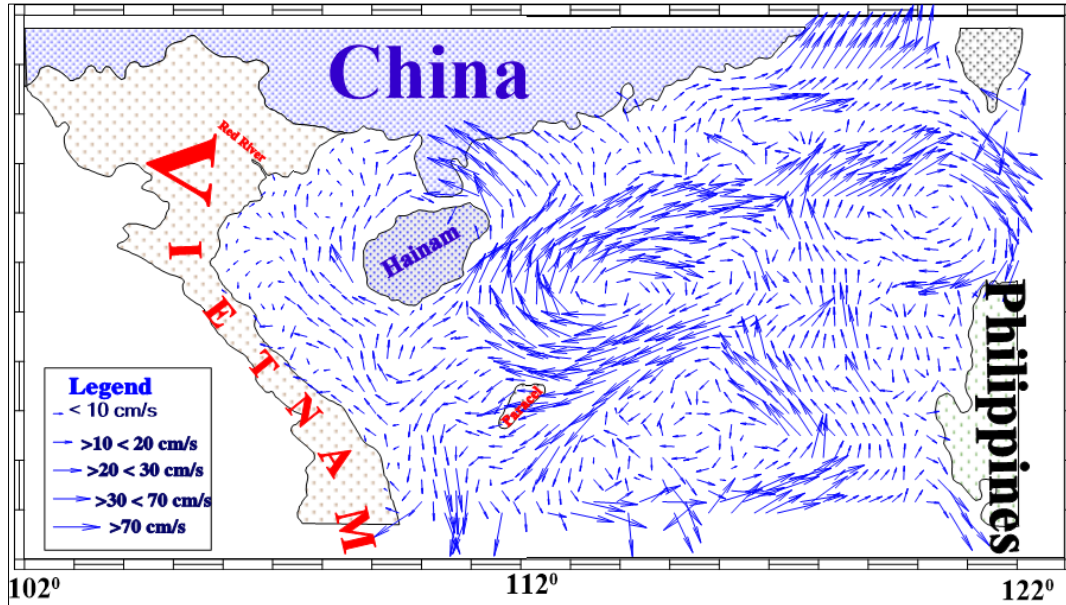 China
Red River
VIETNAM
Hainam
Paracel
Philippines
Legend
< 10 cm/s
>10 < 20 cm/s
>20 < 30 cm/s
>30 < 70 cm/s
>70 cm/s
102⁰
112⁰
122⁰